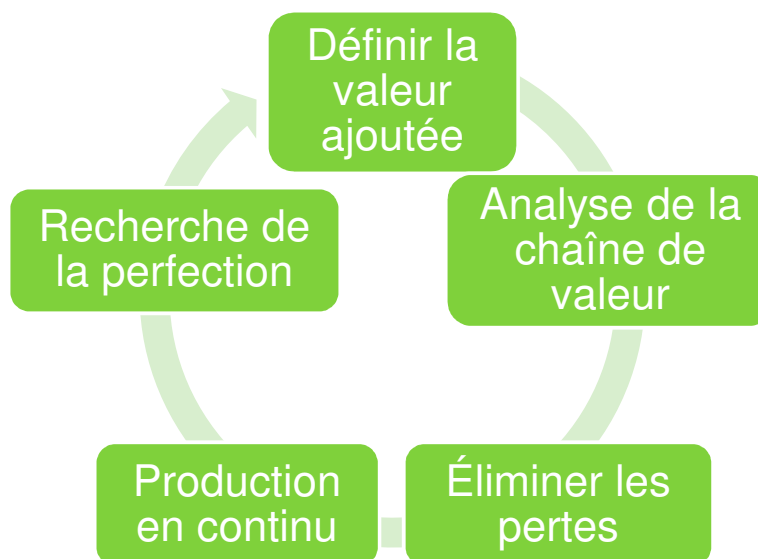 Définir la
valeur
ajoutée
Analyse de la
chaîne de
valeur
Éliminer les
pertes
Production
en continu
Recherche de
la perfection